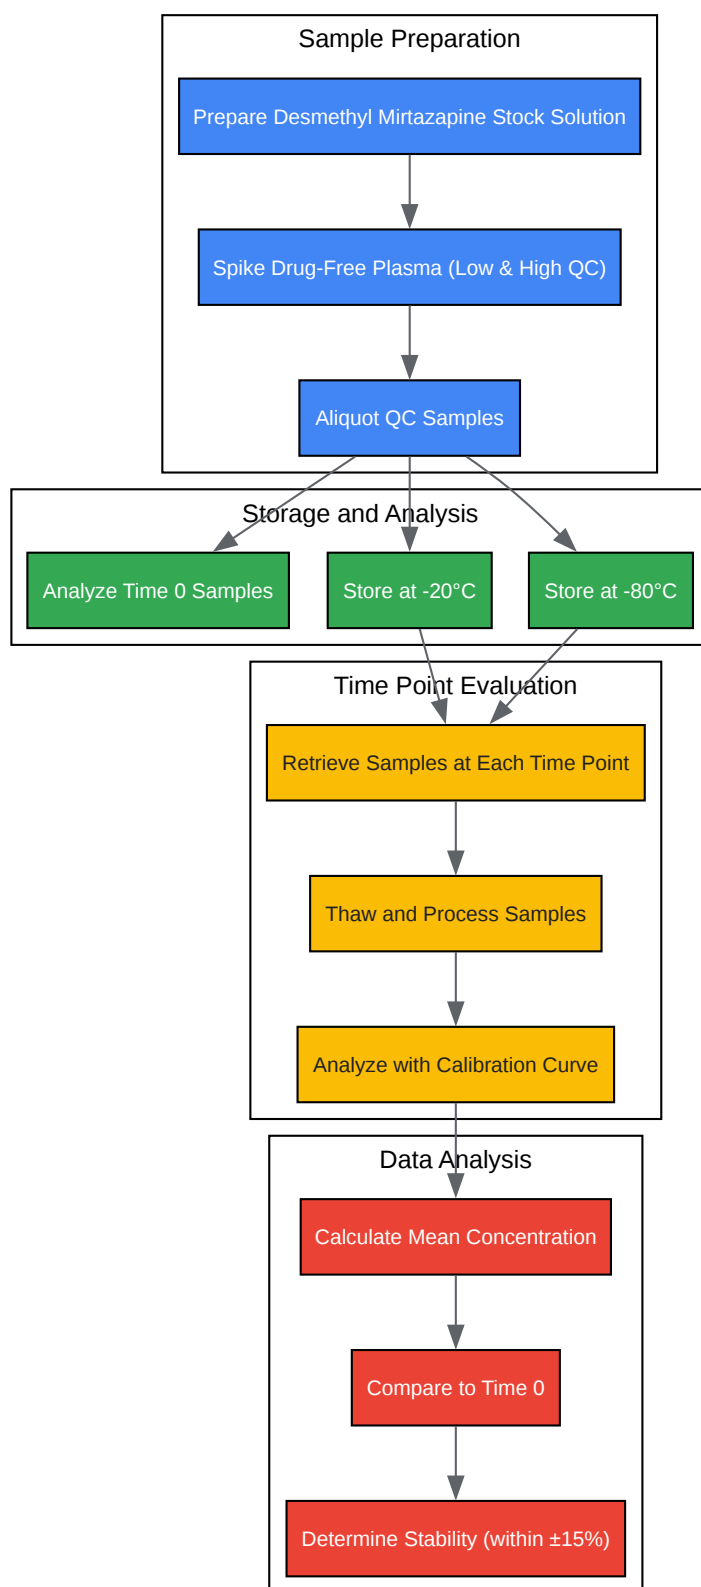 Sample Preparation
Prepare Desmethyl Mirtazapine Stock Solution
Spike Drug-Free Plasma (Low & High QC)
Aliquot QC Samples
Storage and Analysis
Analyze Time 0 Samples
Store at -20°C
Store at -80°C
Time Point Evaluation
Retrieve Samples at Each Time Point
Thaw and Process Samples
Analyze with Calibration Curve
Data Analysis
Calculate Mean Concentration
Compare to Time 0
Determine Stability (within ±15%)